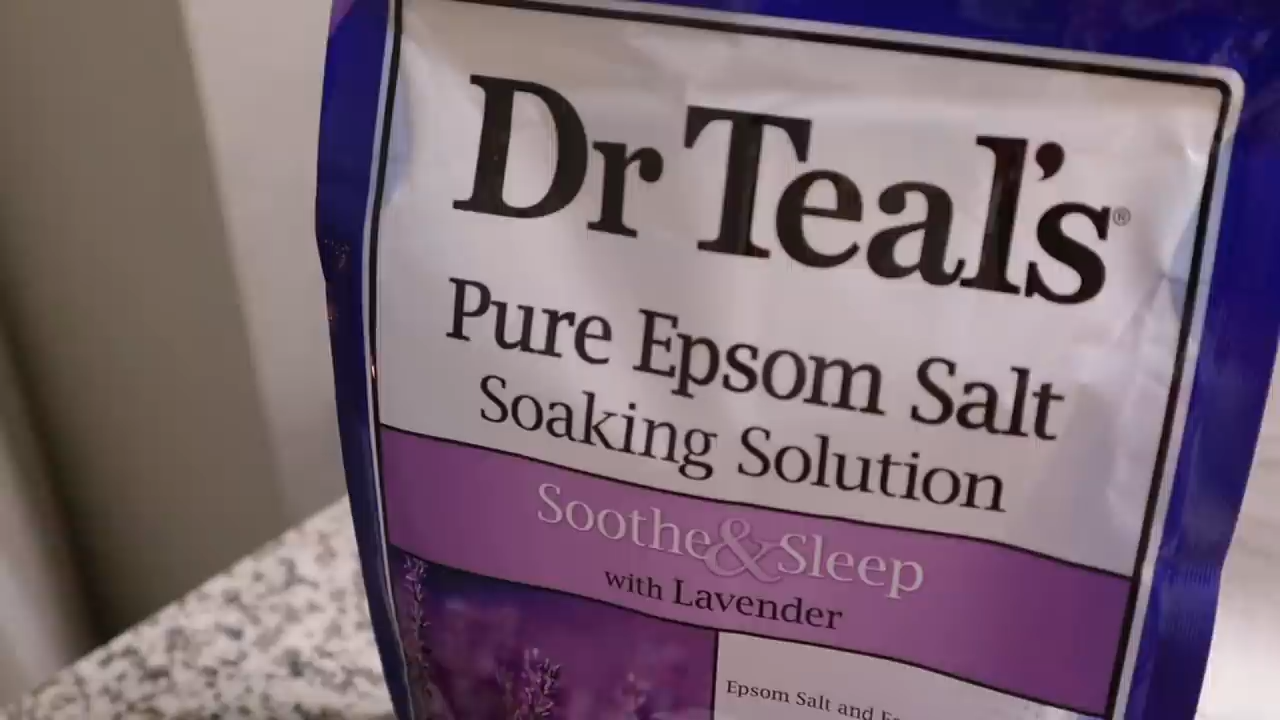 Dr Teal's®
Pure Epsom Salt
Soaking Solution
Soothe & Sleep
with Lavender
Epsom Salt and